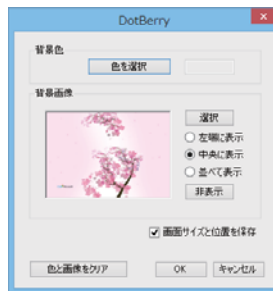 DotBerry
背景色
色を選択
背景画像
選択
左端に表示
中央に表示
並べて表示
非表示
画面サイズと位置を保存
色と画像をクリア
OK
キャンセル